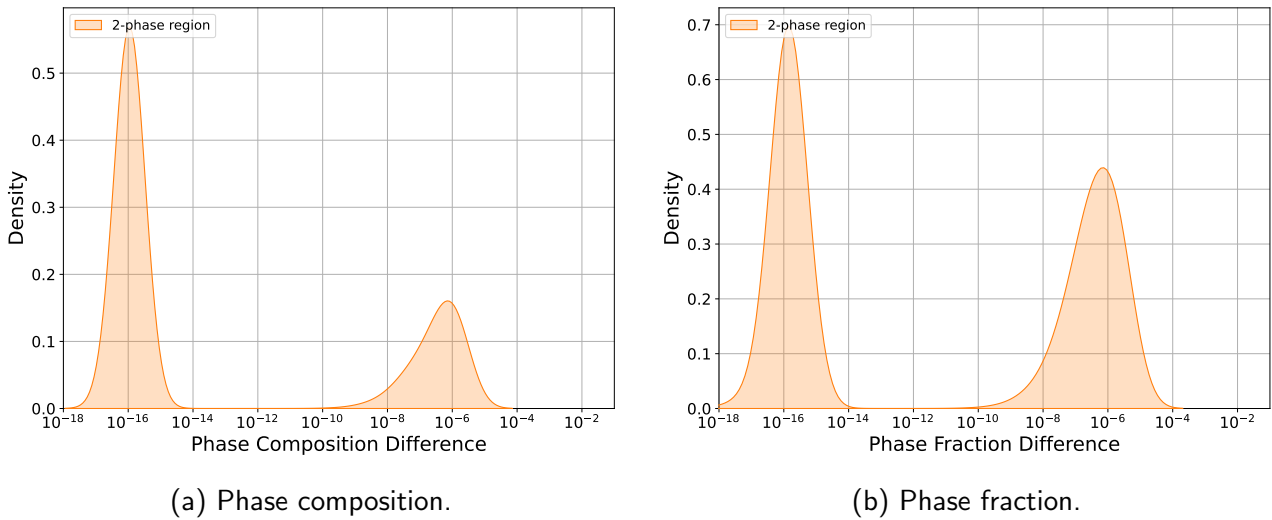 2-phase region
Density
0.5
0.4
0.3
0.2
0.1
0.0
10⁻¹⁸ 10⁻¹⁶ 10⁻¹⁴ 10⁻¹² 10⁻¹⁰ 10⁻⁸ 10⁻⁶ 10⁻⁴ 10⁻²
Phase Composition Difference
(a) Phase composition.
2-phase region
Density
0.7
0.6
0.5
0.4
0.3
0.2
0.1
0.0
10⁻¹⁸ 10⁻¹⁶ 10⁻¹⁴ 10⁻¹² 10⁻¹⁰ 10⁻⁸ 10⁻⁶ 10⁻⁴ 10⁻²
Phase Fraction Difference
(b) Phase fraction.